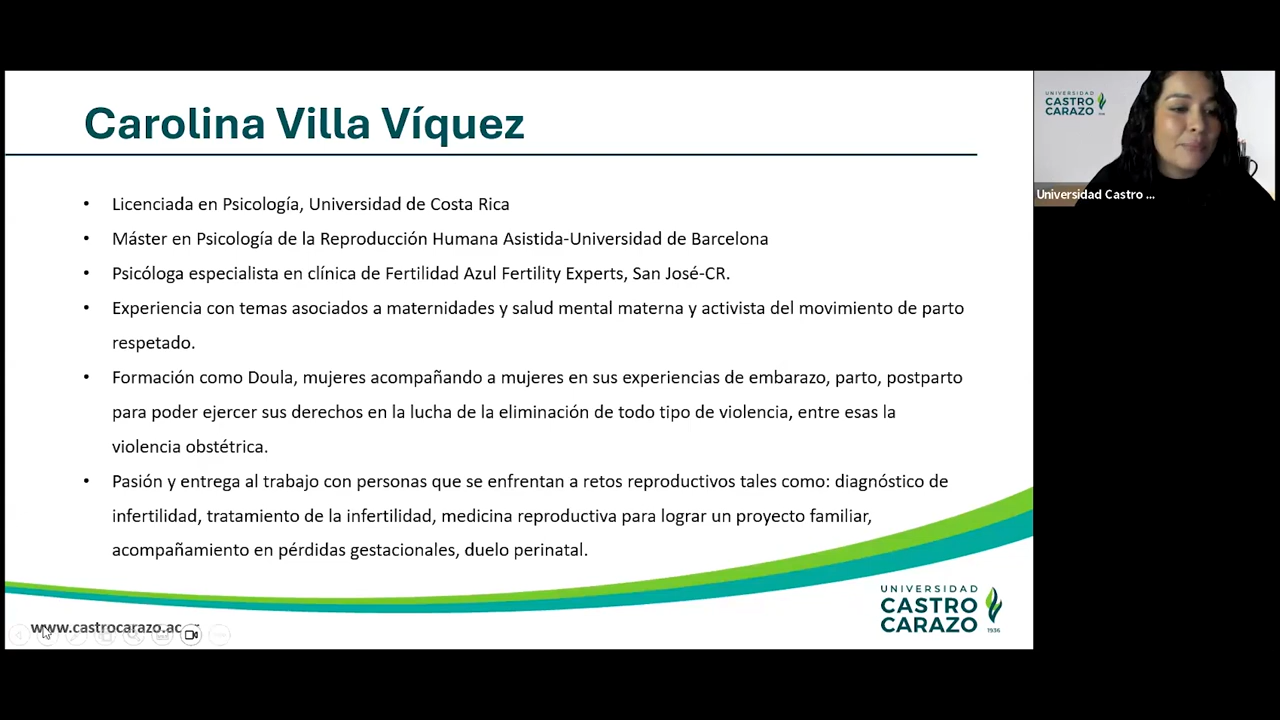 Carolina Villa Víquez
• Licenciada en Psicología, Universidad de Costa Rica
• Máster en Psicología de la Reproducción Humana Asistida-Universidad de Barcelona
• Psicóloga especialista en clínica de Fertilidad Azul Fertility Experts, San José-CR.
• Experiencia con temas asociados a maternidades y salud mental materna y activista del movimiento de parto
respetado.
• Formación como Doula, mujeres acompañando a mujeres en sus experiencias de embarazo, parto, postparto
para poder ejercer sus derechos en la lucha de la eliminación de todo tipo de violencia, entre esas la
violencia obstétrica.
• Pasión y entrega al trabajo con personas que se enfrentan a retos reproductivos tales como: diagnóstico de
infertilidad, tratamiento de la infertilidad, medicina reproductiva para lograr un proyecto familiar,
acompañamiento en pérdidas gestacionales, duelo perinatal.
www.castrocarazo.ac
UNIVERSIDAD
CASTRO
CARAZO
1936
UNIVERSIDAD
CASTRO
CARAZO
Universidad Castro ...